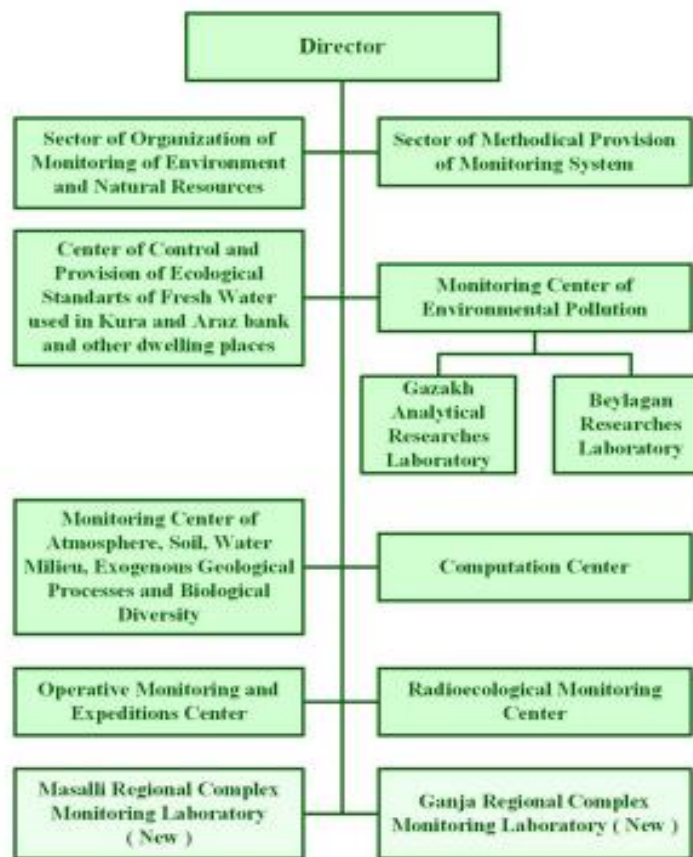 Director
Sector of Organization of
Monitoring of Environment
and Natural Resources
Sector of Methodical Provision
of Monitoring System
Center of Control and
Provision of Ecological
Standarts of Fresh Water
used in Kura and Araz bank
and other dwelling places
Monitoring Center of
Environmental Pollution
Gazakh
Analytical
Researches
Laboratory
Beylagan
Researches
Laboratory
Monitoring Center of
Atmosphere, Soil, Water
Milieu, Exogenous Geological
Processes and Biological
Diversity
Computation Center
Operative Monitoring and
Expeditions Center
Radioecological Monitoring
Center
Masalli Regional Complex
Monitoring Laboratory
( New )
Ganja Regional Complex
Monitoring Laboratory ( New )